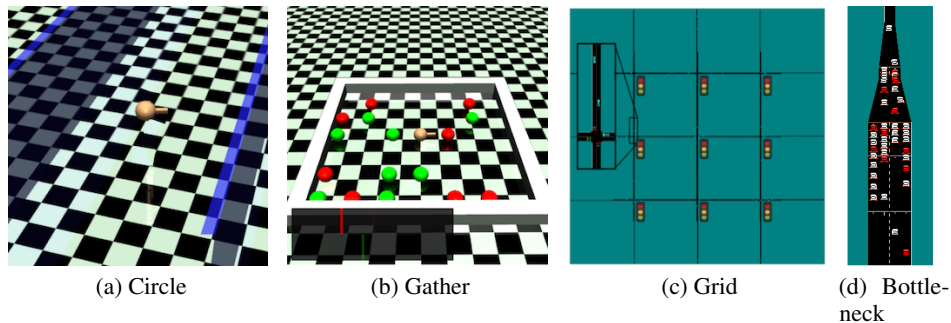 (a) Circle
(b) Gather
(c) Grid
(d) Bottle-
neck